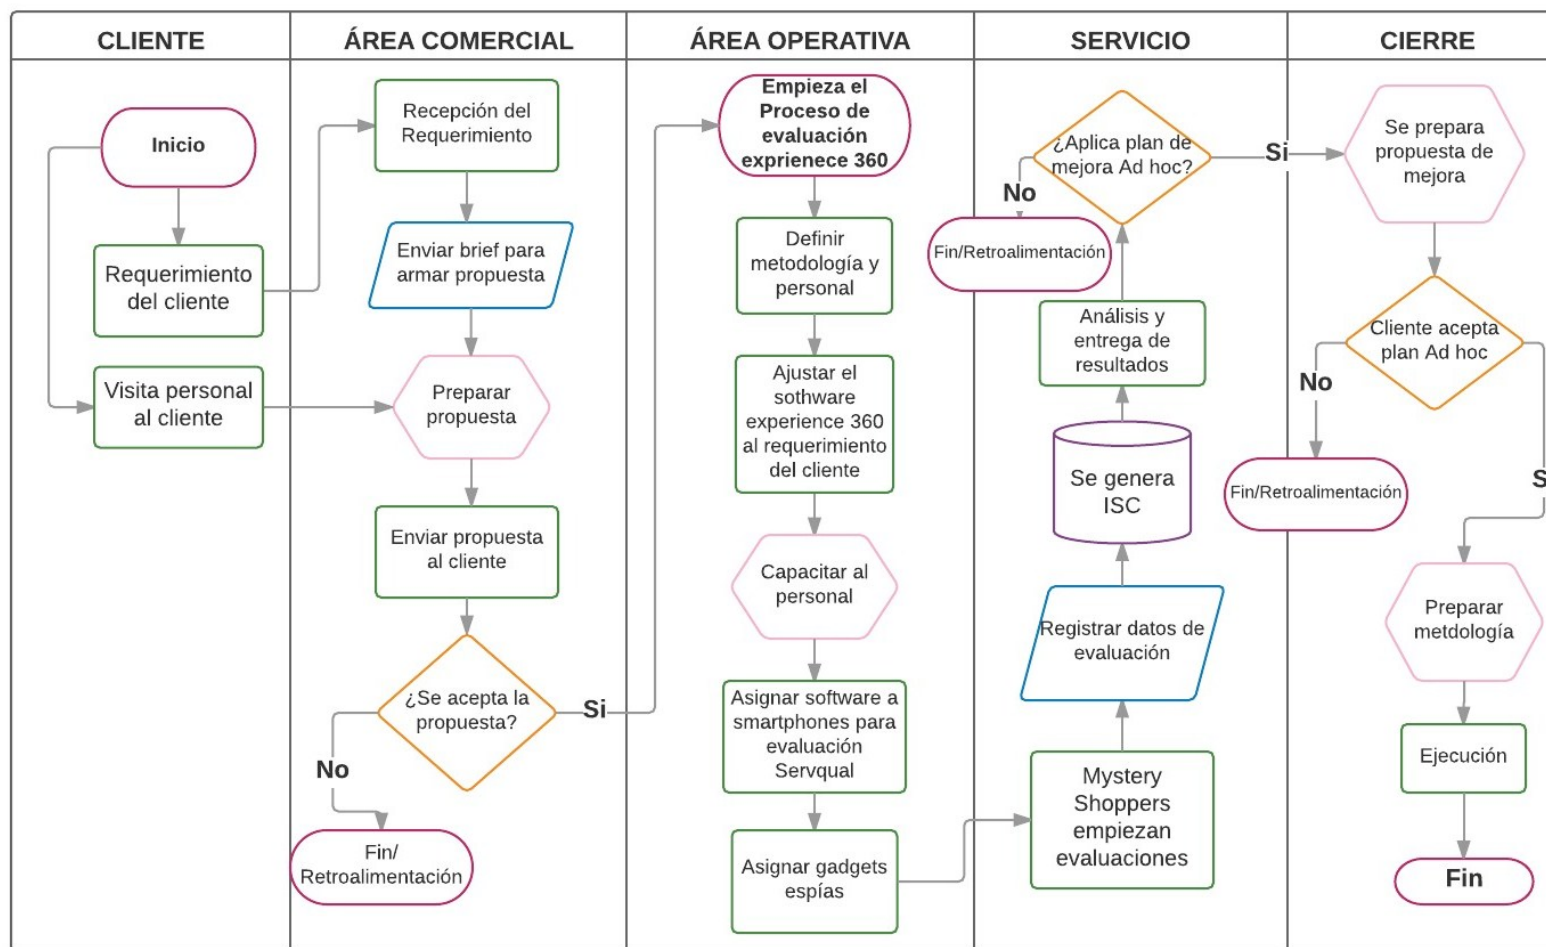 CLIENTE
ÁREA COMERCIAL
ÁREA OPERATIVA
SERVICIO
CIERRE
Inicio
Requerimiento
del cliente
Visita personal
al cliente
Recepción del
Requerimiento
Enviar brief para
armar propuesta
Preparar
propuesta
Enviar propuesta
al cliente
¿Se acepta la
propuesta?
Si
No
Fin/
Retroalimentación
Empieza el
Proceso de
evaluación
exprienece 360
Definir
metodología y
personal
Ajustar el
sothware
experience 360
al requerimiento
del cliente
Capacitar al
personal
Asignar software a
smartphones para
evaluación
Servqual
Asignar gadgets
espías
¿Aplica plan de
mejora Ad hoc?
Si
No
Fin/Retroalimentación
Análisis y
entrega de
resultados
Se genera
ISC
Registrar datos de
evaluación
Mystery
Shoppers
empiezan
evaluaciones
Se prepara
propuesta de
mejora
Cliente acepta
plan Ad hoc
No
Fin/Retroalimentación
S
Preparar
metdología
Ejecución
Fin